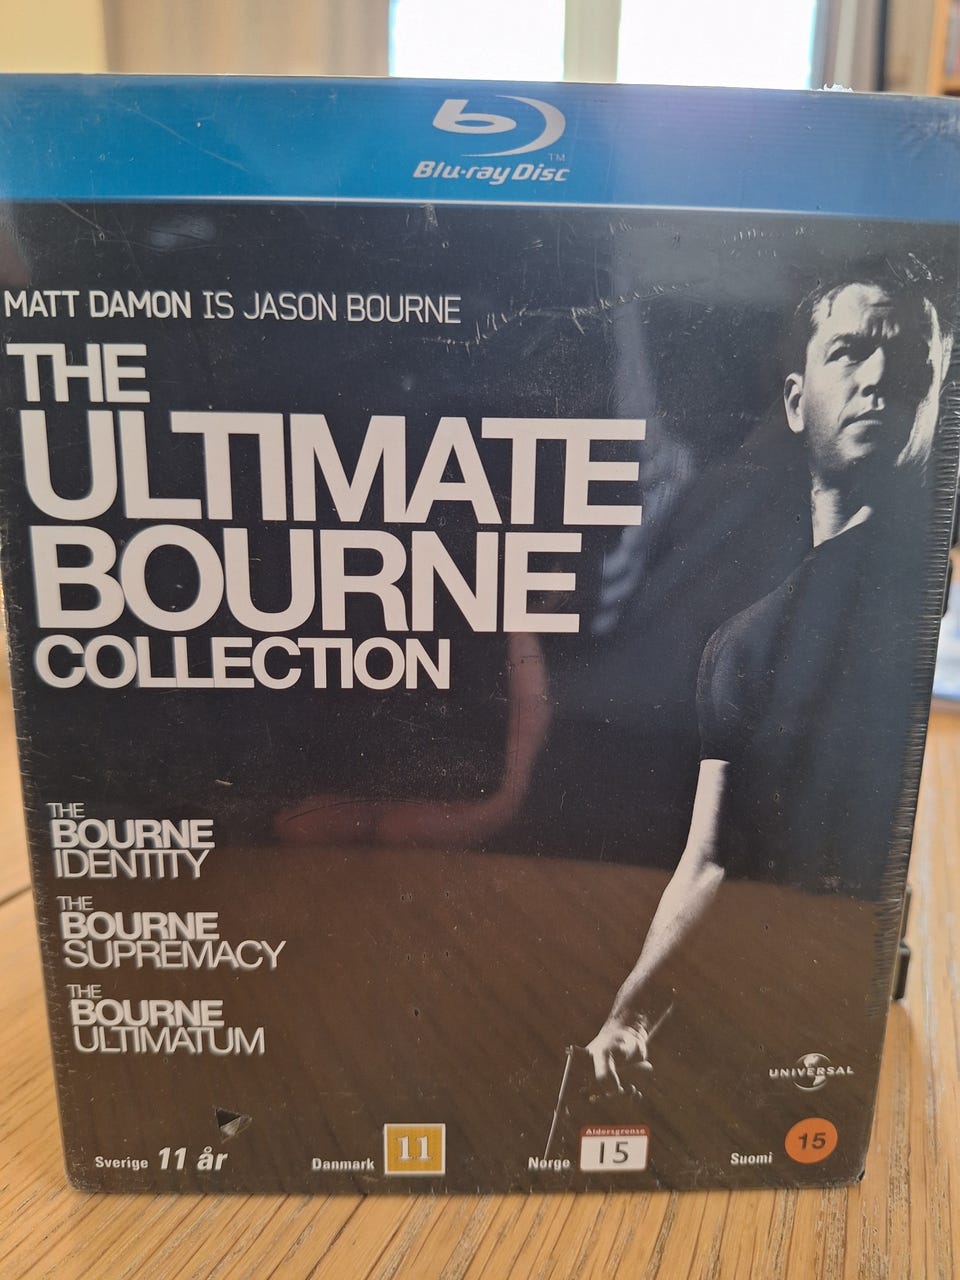 Blu-ray Disc™
MATT DAMON IS JASON BOURNE
THE
ULTIMATE
BOURNE
COLLECTION
THE
BOURNE
IDENTITY
THE
BOURNE
SUPREMACY
THE
BOURNE
ULTIMATUM
UNIVERSAL
Sverige 11 år
Danmark 11
Norge Aldersgrense 15
Suomi 15